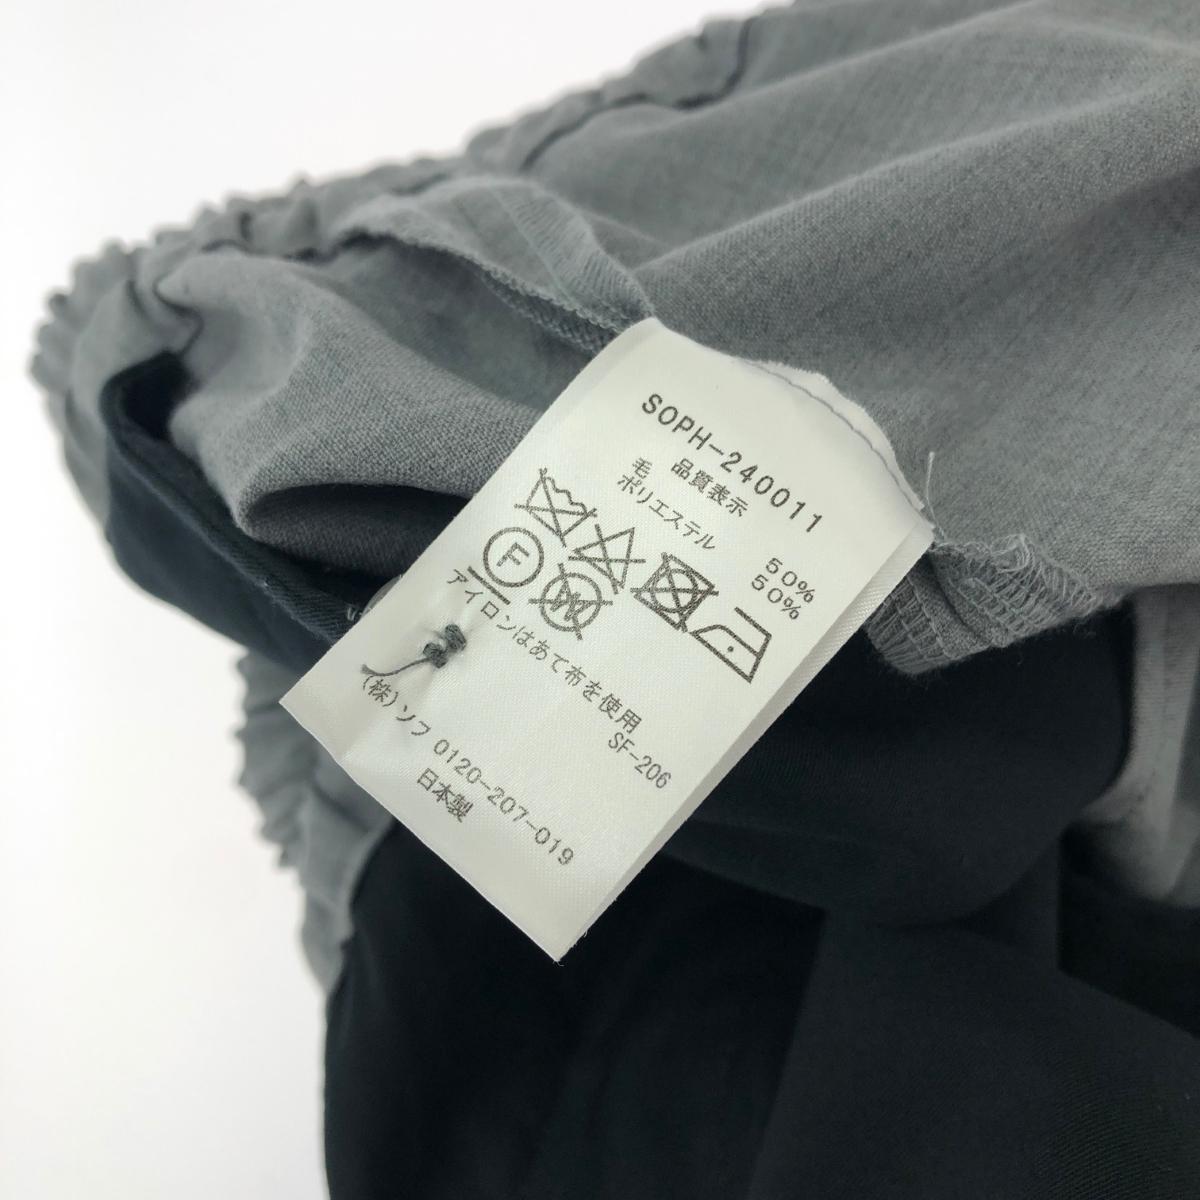 SOPH-240011
品質表示
毛 50%
ポリエステル 50%
F
W
アイロンはあて布を使用
SF-206
(株)ソフ 0120-207-019
日本製